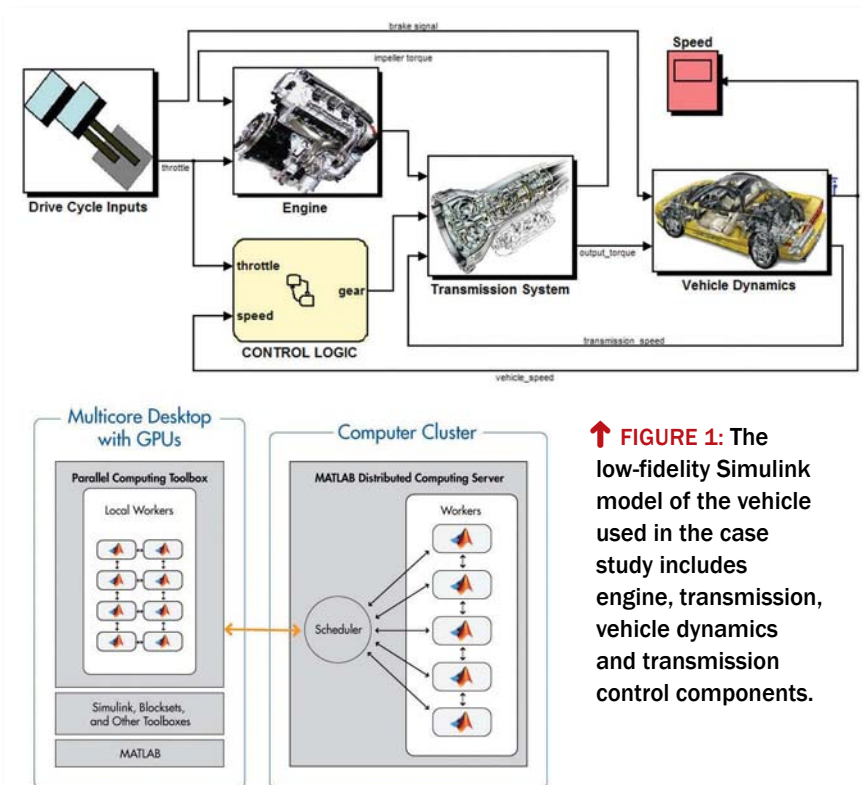 brake signal
impeller torque
Speed
throttle
Drive Cycle Inputs
Engine
throttle
gear
speed
CONTROL LOGIC
Transmission System
output_torque
Vehicle Dynamics
transmission_speed
vehicle_speed
Multicore Desktop
with GPUs
Parallel Computing Toolbox
Local Workers
Simulink, Blocksets,
and Other Toolboxes
MATLAB
Computer Cluster
MATLAB Distributed Computing Server
Workers
Scheduler
FIGURE 1: The
low-fidelity Simulink
model of the vehicle
used in the case
study includes
engine, transmission,
vehicle dynamics
and transmission
control components.